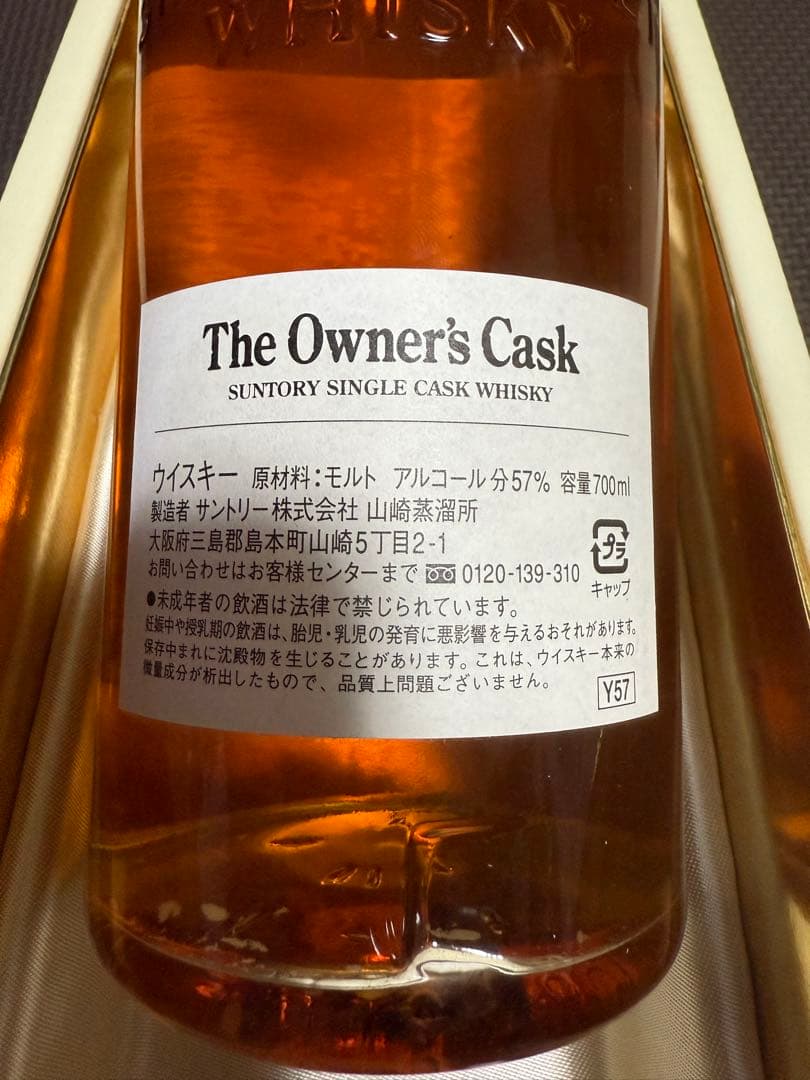 WHISKY
The Owner's Cask
SUNTORY SINGLE CASK WHISKY
ウイスキー 原材料：モルト アルコール分57% 容量700ml
製造者 サントリー株式会社 山崎蒸溜所
大阪府三島郡島本町山崎5丁目2-1
お問い合わせはお客様センターまで 0120-139-310
プラ
キャップ
●未成年者の飲酒は法律で禁じられています。
妊娠中や授乳期の飲酒は、胎児・乳児の発育に悪影響を与えるおそれがあります。
保存中まれに沈殿物を生じることがあります。これは、ウイスキー本来の
微量成分が析出したもので、品質上問題ございません。
Y57